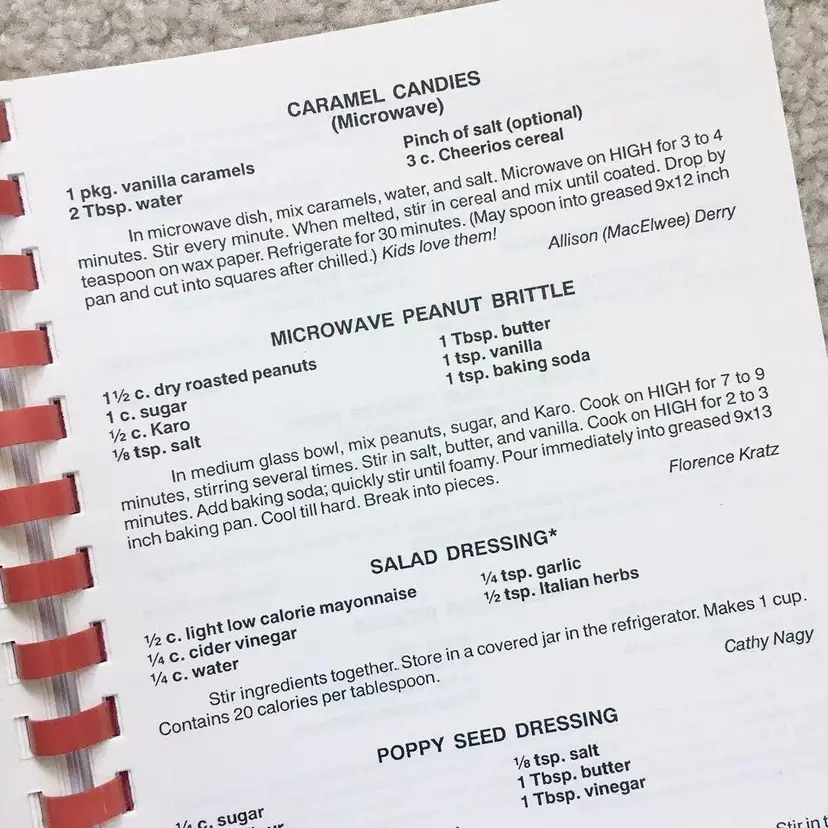 CARAMEL CANDIES
(Microwave)
1 pkg. vanilla caramels
2 Tbsp. water
Pinch of salt (optional)
3 c. Cheerios cereal
In microwave dish, mix caramels, water, and salt. Microwave on HIGH for 3 to 4
minutes. Stir every minute. When melted, stir in cereal and mix until coated. Drop by
teaspoon on wax paper. Refrigerate for 30 minutes. (May spoon into greased 9x12 inch
pan and cut into squares after chilled.) Kids love them!
Allison (MacElwee) Derry
MICROWAVE PEANUT BRITTLE
1½ c. dry roasted peanuts
1 c. sugar
½ c. Karo
⅛ tsp. salt
1 Tbsp. butter
1 tsp. vanilla
1 tsp. baking soda
In medium glass bowl, mix peanuts, sugar, and Karo. Cook on HIGH for 7 to 9
minutes, stirring several times. Stir in salt, butter, and vanilla. Cook on HIGH for 2 to 3
minutes. Add baking soda; quickly stir until foamy. Pour immediately into greased 9x13
inch baking pan. Cool till hard. Break into pieces.
Florence Kratz
SALAD DRESSING*
½ c. light low calorie mayonnaise
¼ c. cider vinegar
¼ c. water
¼ tsp. garlic
½ tsp. Italian herbs
Stir ingredients together. Store in a covered jar in the refrigerator. Makes 1 cup.
Contains 20 calories per tablespoon.
Cathy Nagy
POPPY SEED DRESSING
¼ c. sugar
⅛ tsp. salt
1 Tbsp. butter
1 Tbsp. vinegar
Stir in